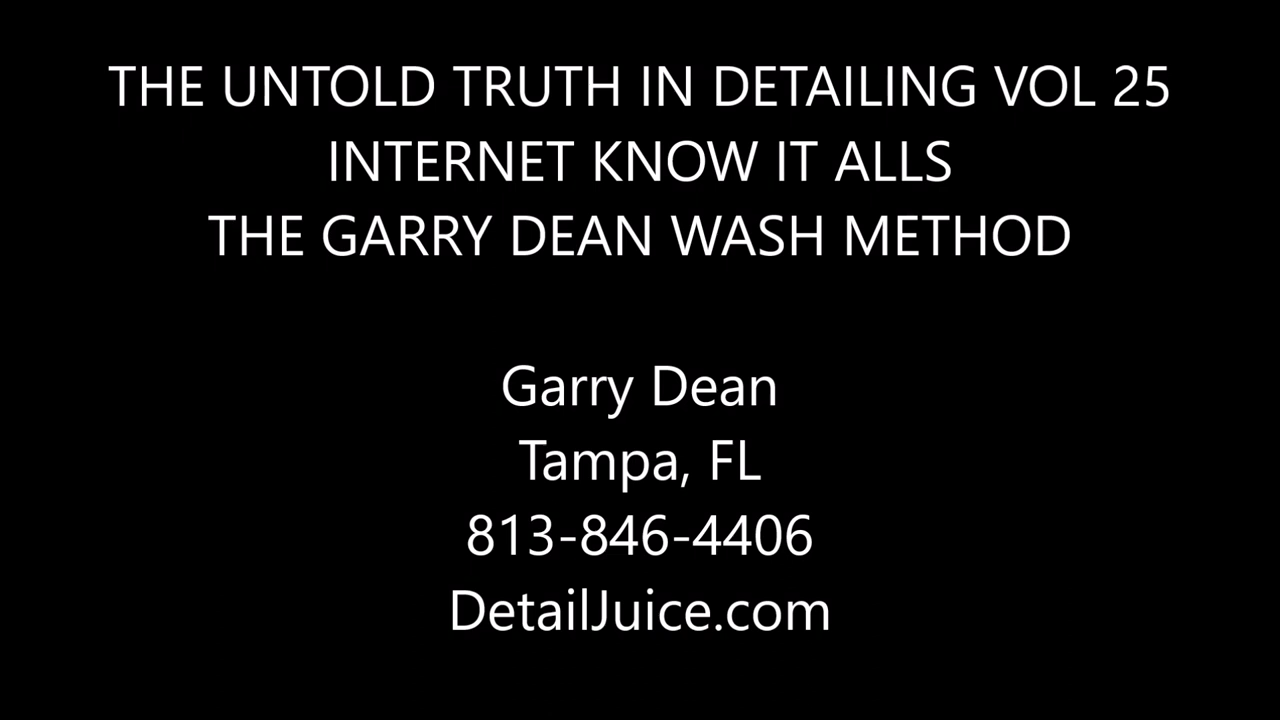 THE UNTOLD TRUTH IN DETAILING VOL 25
INTERNET KNOW IT ALLS
THE GARRY DEAN WASH METHOD
Garry Dean
Tampa, FL
813-846-4406
DetailJuice.com